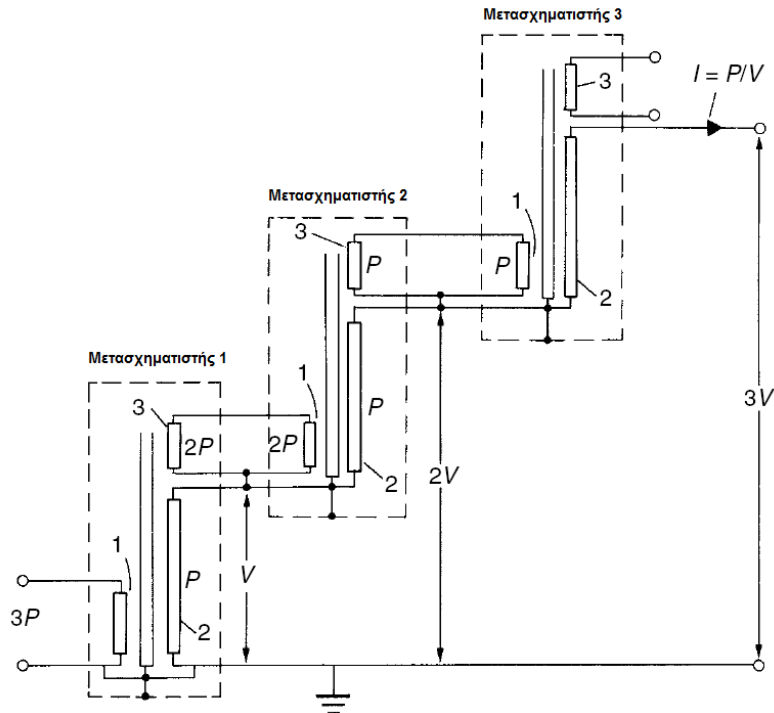 Μετασχηματιστής 3
3
I = P/V
Μετασχηματιστής 2
1
3
P
P
2
Μετασχηματιστής 1
1
3
P
3V
2P
2P
2V
2
1
V
P
3P
2